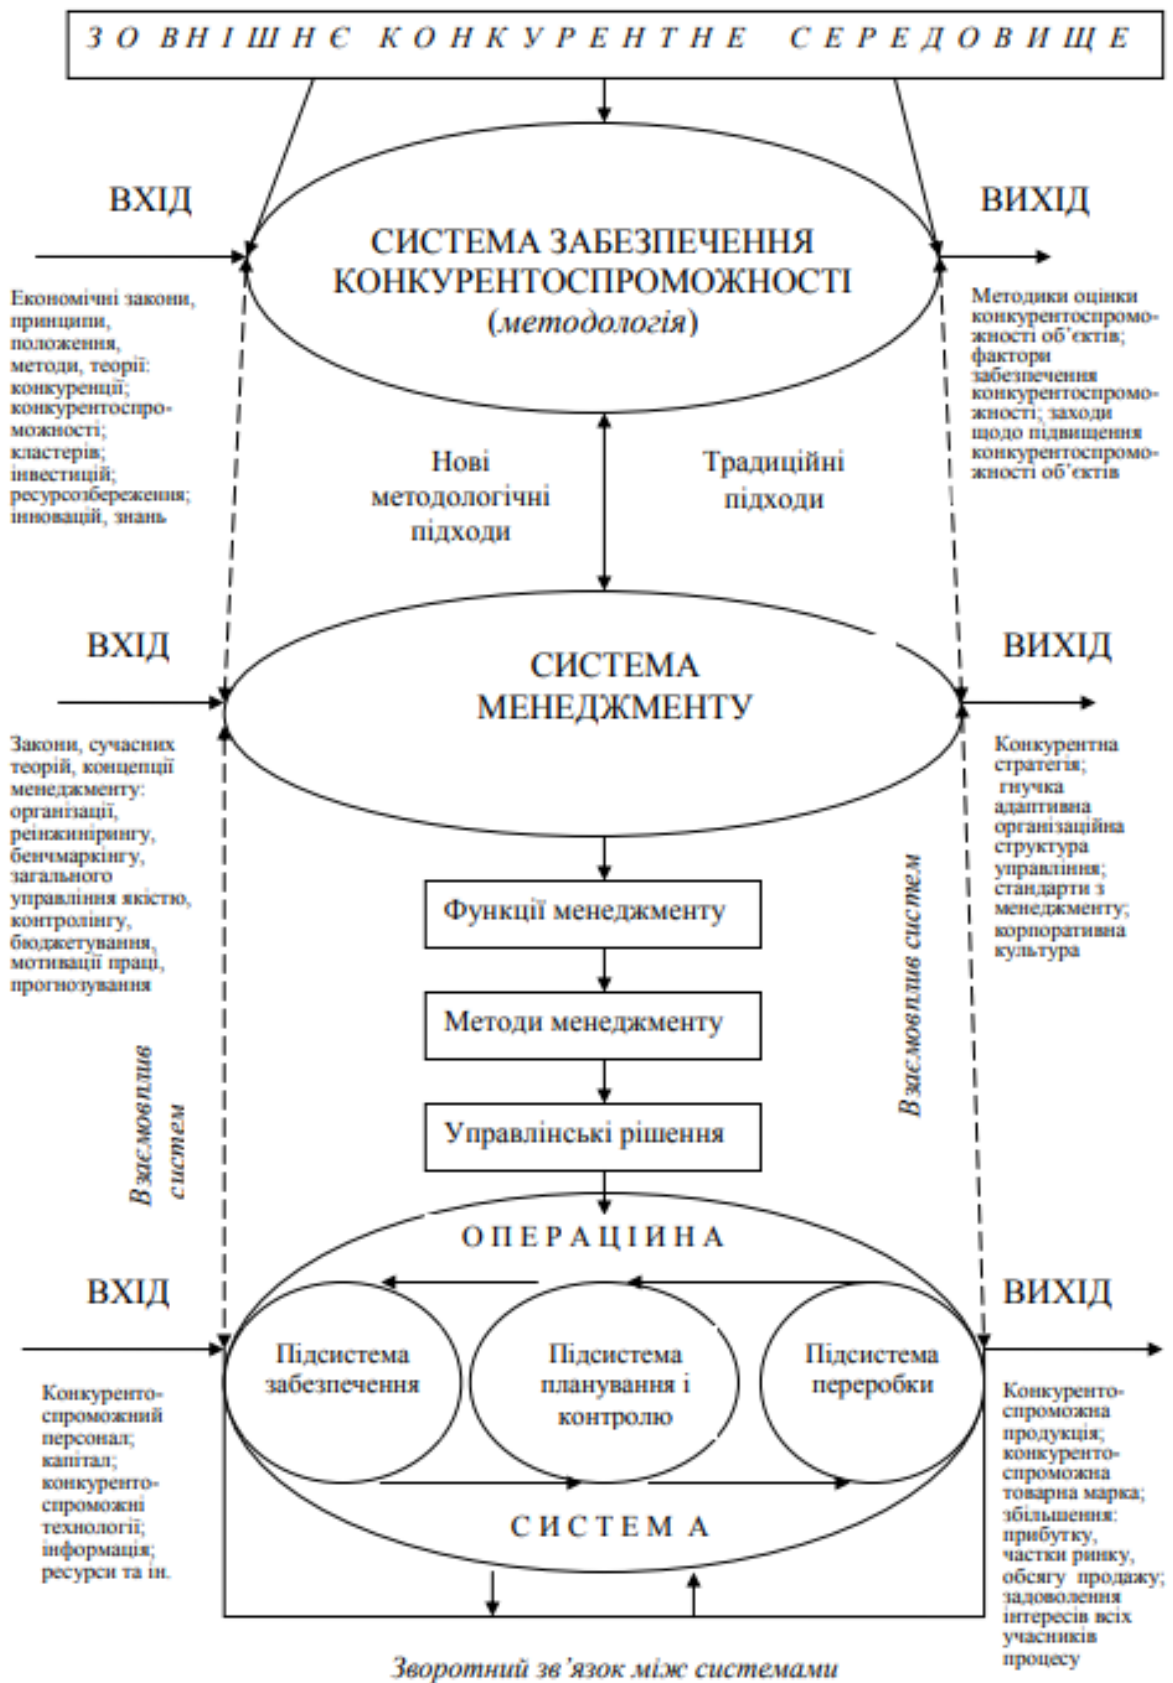 ЗОВНІШНЄ КОНКУРЕНТНЕ СЕРЕДОВИЩЕ
ВХІД
Економічні закони,
принципи,
положення,
методи, теорії:
конкуренції;
конкурентоспро-
можності;
кластерів;
інвестицій;
ресурсозбереження;
інновацій, знань
СИСТЕМА ЗАБЕЗПЕЧЕННЯ
КОНКУРЕНТОСПРОМОЖНОСТІ
(методологія)
ВИХІД
Методики оцінки
конкурентоспромо-
жності об’єктів;
фактори
забезпечення
конкурентоспромо-
жності; заходи
щодо підвищення
конкурентоспромо-
жності об’єктів
Нові
методологічні
підходи
Традиційні
підходи
ВХІД
Закони, сучасних
теорій, концепції
менеджменту:
організації,
реінжинірингу,
бенчмаркінгу,
загального
управління якістю,
контролінгу,
бюджетування,
мотивації праці,
прогнозування
СИСТЕМА
МЕНЕДЖМЕНТУ
ВИХІД
Конкурентна
стратегія;
гнучка
адаптивна
організаційна
структура
управління;
стандарти з
менеджменту;
корпоративна
культура
Функції менеджменту
Методи менеджменту
Управлінські рішення
Взаємовплив
систем
Взаємовплив систем
ВХІД
Конкуренто-
спроможний
персонал;
капітал;
конкуренто-
спроможні
технології;
інформація;
ресурси та ін.
ОПЕРАЦІЙНА
Підсистема
забезпечення
Підсистема
планування і
контролю
Підсистема
переробки
СИСТЕМА
ВИХІД
Конкуренто-
спроможна
продукція;
конкуренто-
спроможна
товарна марка;
збільшення:
прибутку,
частки ринку,
обсягу продажу;
задоволення
інтересів всіх
учасників
процесу
Зворотний зв’язок між системами